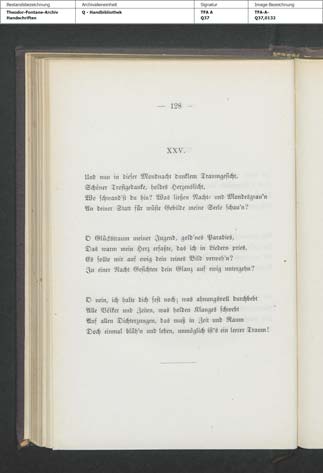 Bestandsbezeichnung Archivalieneinheit Signatur Image Bezeichnung
Theodor-Fontane-Archiv Q - Handbibliothek TFA A TFA-A-
Handschriften Q37 Q37,0133
— 128 —
XXV.
Und nun in dieser Mondnacht dunklem Traumgesicht,
Schöner Trostgedanke, holdes Herzenslicht,
Wo schwand'st du hin? Was ließen Nacht- und Mondesgrau'n
An deiner Statt für wüste Gebilde meine Seele schau'n?
O Glückstraum meiner Jugend, gold'nes Paradies,
Das warm mein Herz erfaßte, das ich in Liedern pries,
Es sollte mir auf ewig dein reines Bild verweh'n?
In einer Nacht Gesichten dein Glanz auf ewig untergehn?
O nein, ich halte dich fest noch; was ahnungsvoll durchbebt
Alle Völker und Zeiten, was holden Klanges schwebt
Auf allen Dichterzungen, das muß in Zeit und Raum
Doch einmal blüh'n und leben, unmöglich ist's ein leerer Traum!